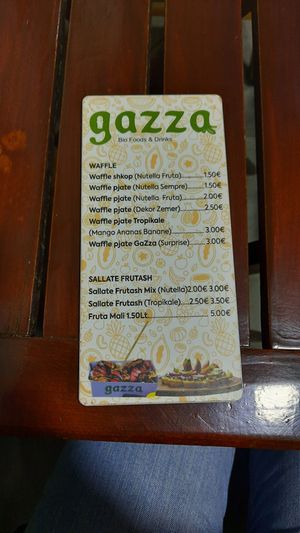 gazza
Bio Foods & Drinks
WAFFLE
Waffle shkop (Nutella Fruta)..........1.50€
Waffle pjate (Nutella Sempre)........1.50€
Waffle pjate (Nutella Fruta)..........2.00€
Waffle pjate (Dekor Zemer)..........2.50€
Waffle pjate Tropikale
(Mango Ananas Banane)..........3.00€
Waffle pjate GaZza (Surprise)........3.00€
SALLATE FRUTASH
Sallate Frutash Mix (Nutella)2.00€ 3.00€
Sallate Frutash (Tropikale)......2.50€ 3.50€
Fruta Mali 1.50Lt..........5.00€
gazza